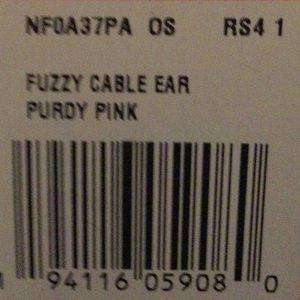 NF0A37PA OS RS4 1
FUZZY CABLE EAR
PURDY PINK
94116 05908 0